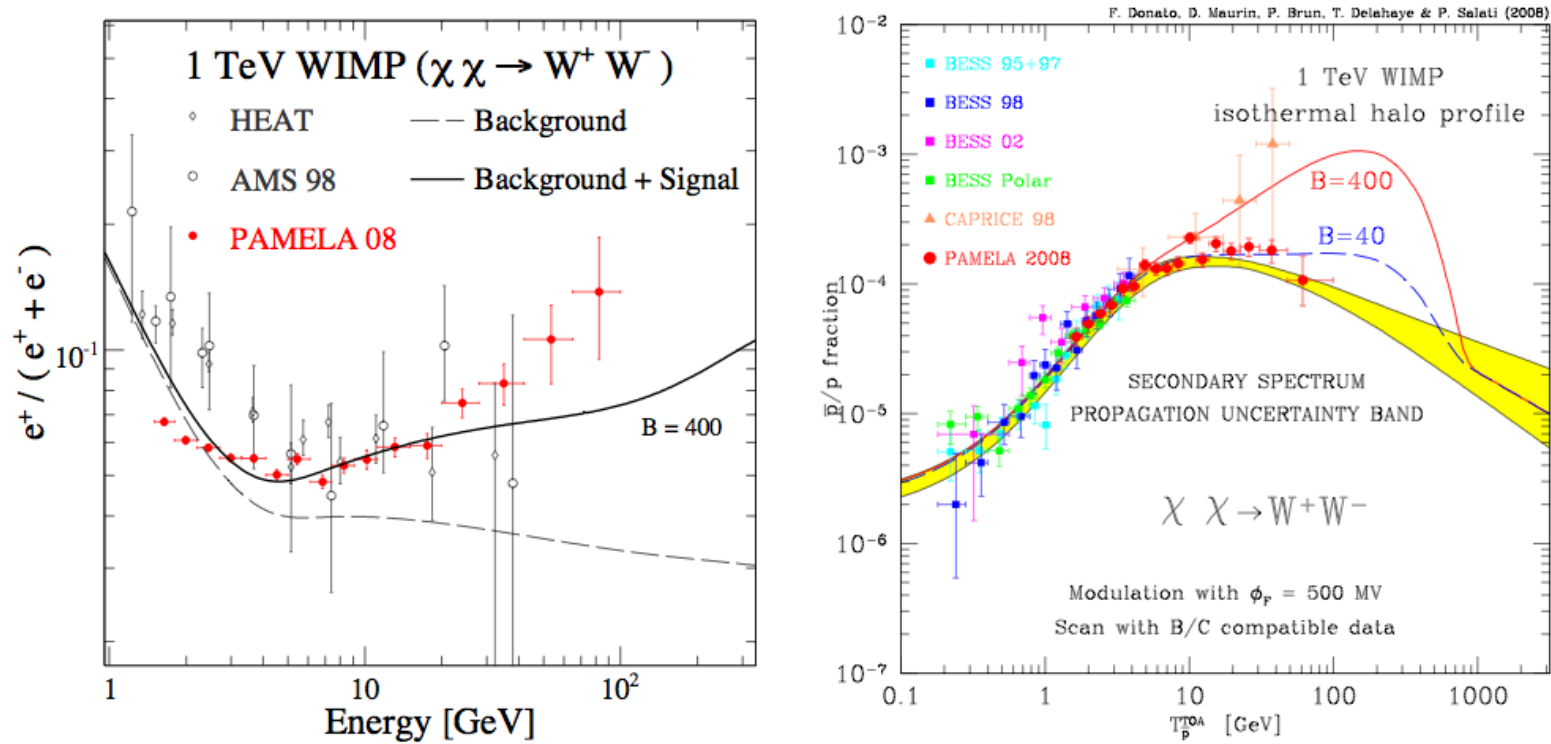 1 TeV WIMP (χχ → W⁺ W⁻)
HEAT
Background
AMS 98
Background + Signal
PAMELA 08
B = 400
e⁺ / ( e⁺ + e⁻ )
10⁻¹
1
10
10²
Energy [GeV]
F. Donato, D. Maurin, P. Brun, T. Delahaye & P. Salati (2008)
BESS 95+97
BESS 98
BESS 02
BESS Polar
CAPRICE 98
PAMELA 2008
1 TeV WIMP
isothermal halo profile
B=400
B=40
SECONDARY SPECTRUM
PROPAGATION UNCERTAINTY BAND
χ χ→W⁺W⁻
Modulation with ϕ_F = 500 MV
Scan with B/C compatible data
p̅/p fraction
10⁻²
10⁻³
10⁻⁴
10⁻⁵
10⁻⁶
10⁻⁷
0.1
1
10
100
1000
T_p̅^TOA [GeV]